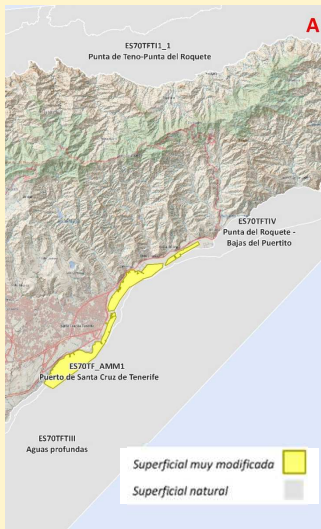 A
ES70TFTI1_1
Punta de Teno-Punta del Roquete
ES70TFTIV
Punta del Roquete -
Bajas del Puertito
ES70TF_AMM1
Puerto de Santa Cruz de Tenerife
ES70TFTIII
Aguas profundas
Superficial muy modificada
Superficial natural